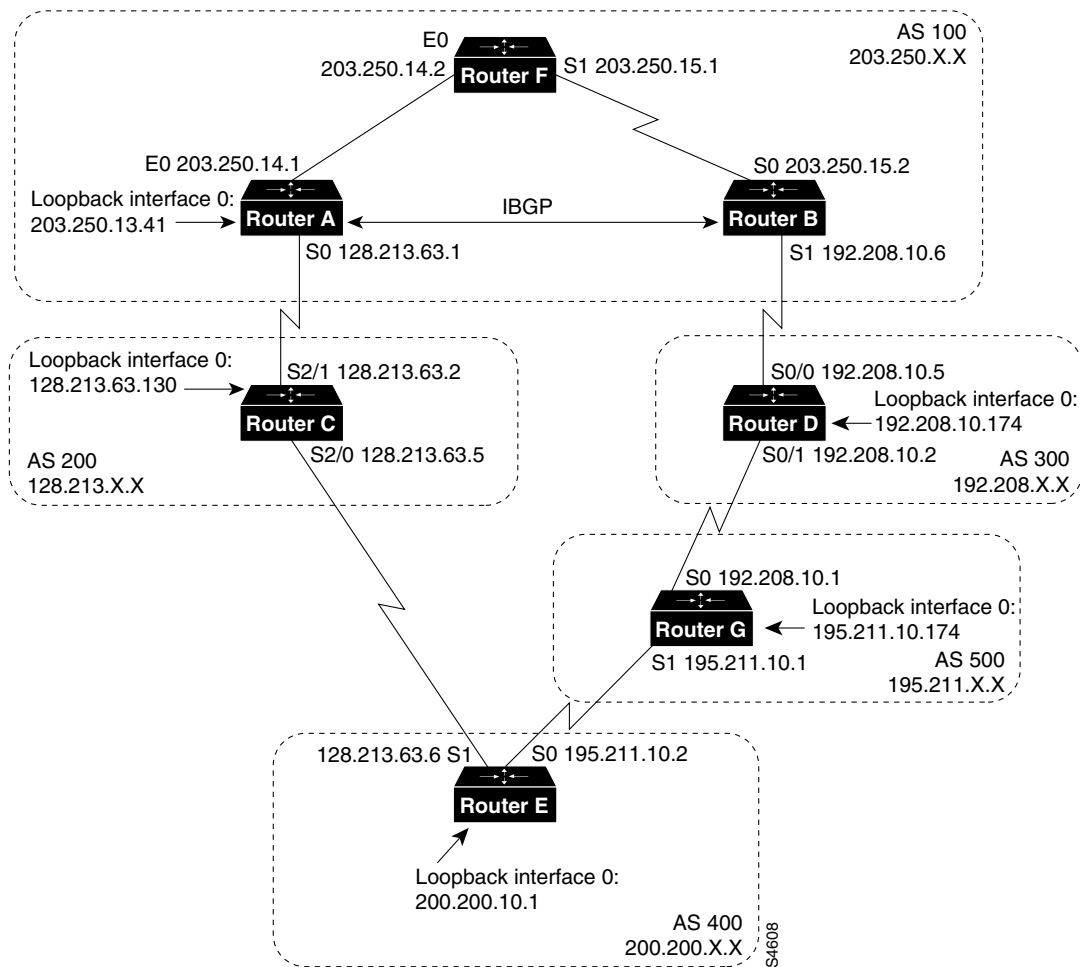 AS 100
203.250.X.X
E0
203.250.14.2
Router F
S1 203.250.15.1
E0 203.250.14.1
S0 203.250.15.2
Loopback interface 0:
203.250.13.41
Router A
IBGP
Router B
S0 128.213.63.1
S1 192.208.10.6
Loopback interface 0:
128.213.63.130
S2/1 128.213.63.2
Router C
S2/0 128.213.63.5
AS 200
128.213.X.X
S0/0 192.208.10.5
Loopback interface 0:
192.208.10.174
Router D
S0/1 192.208.10.2
AS 300
192.208.X.X
S0 192.208.10.1
Loopback interface 0:
195.211.10.174
Router G
S1 195.211.10.1
AS 500
195.211.X.X
128.213.63.6 S1
S0 195.211.10.2
Router E
Loopback interface 0:
200.200.10.1
AS 400
200.200.X.X
S4608